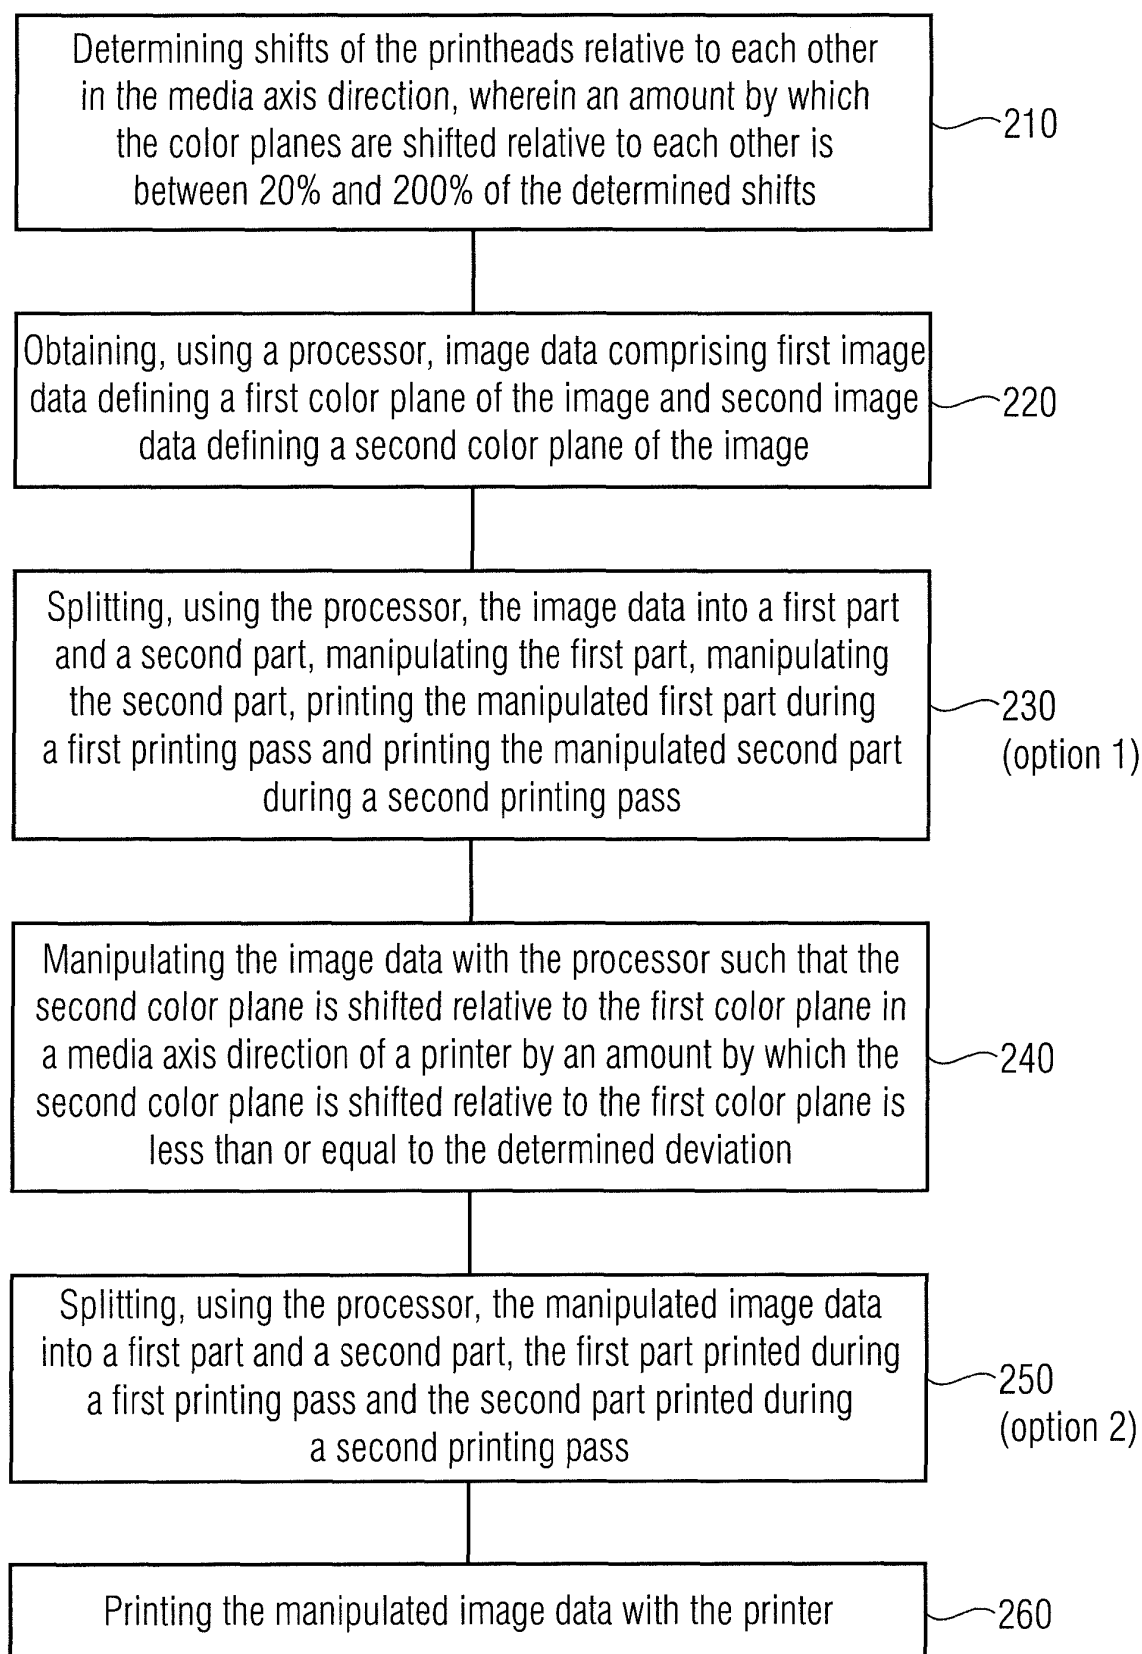 Determining shifts of the printheads relative to each other
in the media axis direction, wherein an amount by which
the color planes are shifted relative to each other is
between 20% and 200% of the determined shifts
210
Obtaining, using a processor, image data comprising first image
data defining a first color plane of the image and second image
data defining a second color plane of the image
220
Splitting, using the processor, the image data into a first part
and a second part, manipulating the first part, manipulating
the second part, printing the manipulated first part during
a first printing pass and printing the manipulated second part
during a second printing pass
230
(option 1)
Manipulating the image data with the processor such that the
second color plane is shifted relative to the first color plane in
a media axis direction of a printer by an amount by which the
second color plane is shifted relative to the first color plane is
less than or equal to the determined deviation
240
Splitting, using the processor, the manipulated image data
into a first part and a second part, the first part printed during
a first printing pass and the second part printed during
a second printing pass
250
(option 2)
Printing the manipulated image data with the printer
260